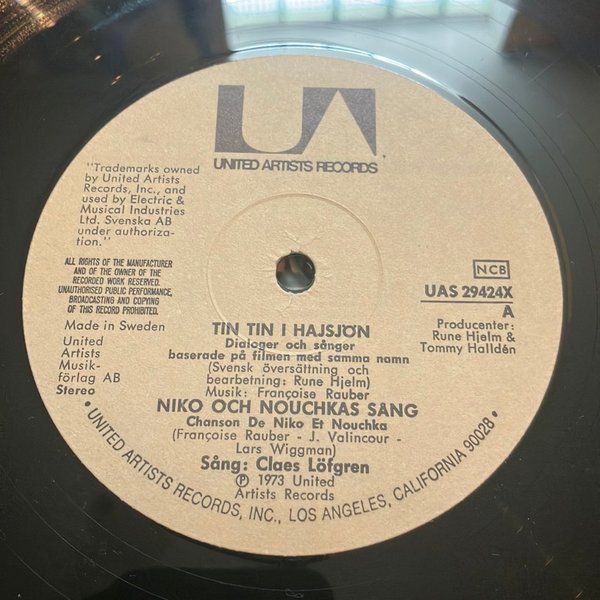 UA
UNITED ARTISTS RECORDS
"Trademarks owned
by United Artists
Records, Inc., and
used by Electric &
Musical Industries
Ltd. Svenska AB
under authoriza-
tion."
ALL RIGHTS OF THE MANUFACTURER
AND OF THE OWNER OF THE
RECORDED WORK RESERVED.
UNAUTHORISED PUBLIC PERFORMANCE,
BROADCASTING AND COPYING
OF THIS RECORD PROHIBITED.
Made in Sweden
United
Artists
Musik-
förlag AB
Stereo
NCB
UAS 29424X
A
Producenter:
Rune Hjelm &
Tommy Halldén
TIN TIN I HAJSJÖN
Dialoger och sånger
baserade på filmen med samma namn
(Svensk översättning och
bearbetning: Rune Hjelm)
Musik: Françoise Rauber
NIKO OCH NOUCHKAS SANG
Chanson De Niko Et Nouchka
(Françoise Rauber - J. Valincour -
Lars Wiggman)
Sång: Claes Löfgren
℗ 1973 United
Artists Records
• UNITED ARTISTS RECORDS, INC., LOS ANGELES, CALIFORNIA 90028 •